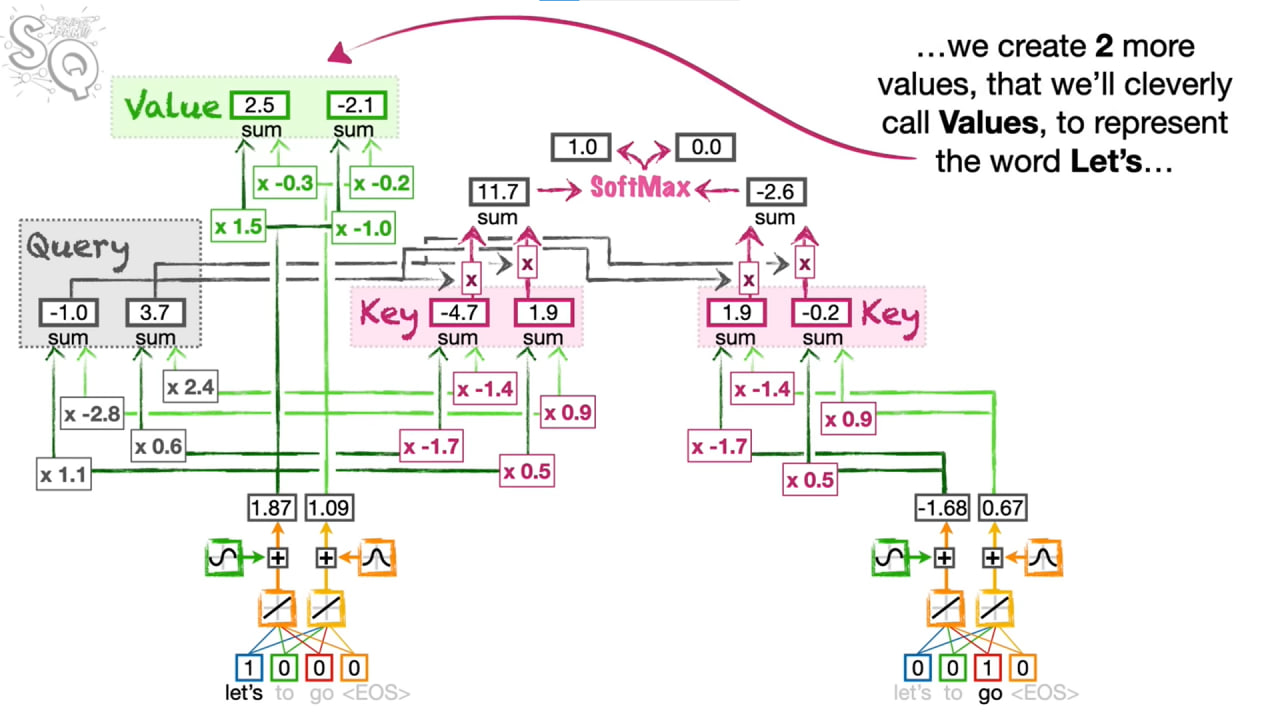 SQ
…we create 2 more
values, that we’ll cleverly
call Values, to represent
the word Let’s…
Value 2.5 -2.1
sum sum
x -0.3 x -0.2
x 1.5 x -1.0
1.0 0.0
SoftMax
11.7 -2.6
sum sum
Query
x x x x
-1.0 3.7
sum sum
Key -4.7 1.9
sum sum
1.9 -0.2 Key
sum sum
x 2.4 x -1.4 x -1.4
x -2.8 x 0.9 x 0.9
x 0.6 x -1.7 x -1.7
x 1.1 x 0.5 x 0.5
1.87 1.09 -1.68 0.67
+ + + +
1 0 0 0 0 0 1 0
let’s to go <EOS> let’s to go <EOS>